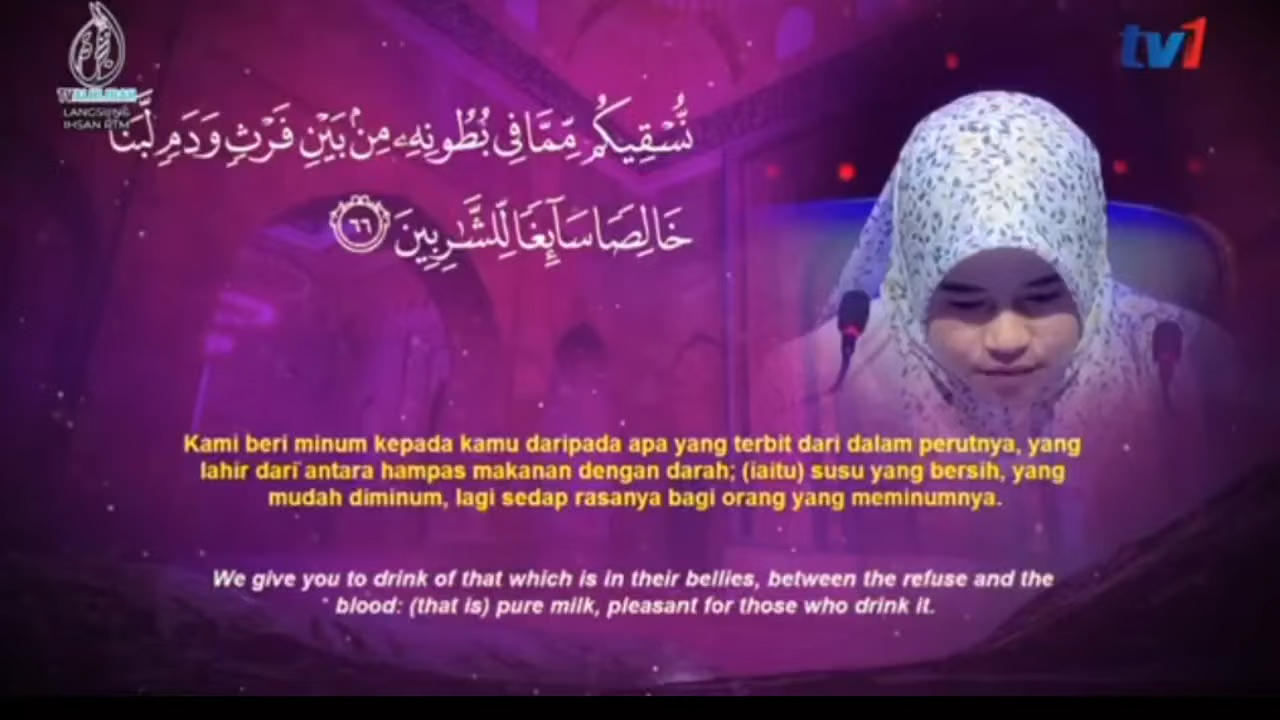 tv1
LANGSUNG
IHSAN RTM
نُّسْقِيكُم مِّمَّا فِى بُطُونِهِۦ مِنۢ بَيْنِ فَرْثٍ وَدَمٍ لَّبَنًا
خَالِصًا سَآئِغًا لِّلشَّـٰرِبِينَ ٦٦
Kami beri minum kepada kamu daripada apa yang terbit dari dalam perutnya, yang
lahir dari antara hampas makanan dengan darah; (iaitu) susu yang bersih, yang
mudah diminum, lagi sedap rasanya bagi orang yang meminumnya.
We give you to drink of that which is in their bellies, between the refuse and the
blood: (that is) pure milk, pleasant for those who drink it.